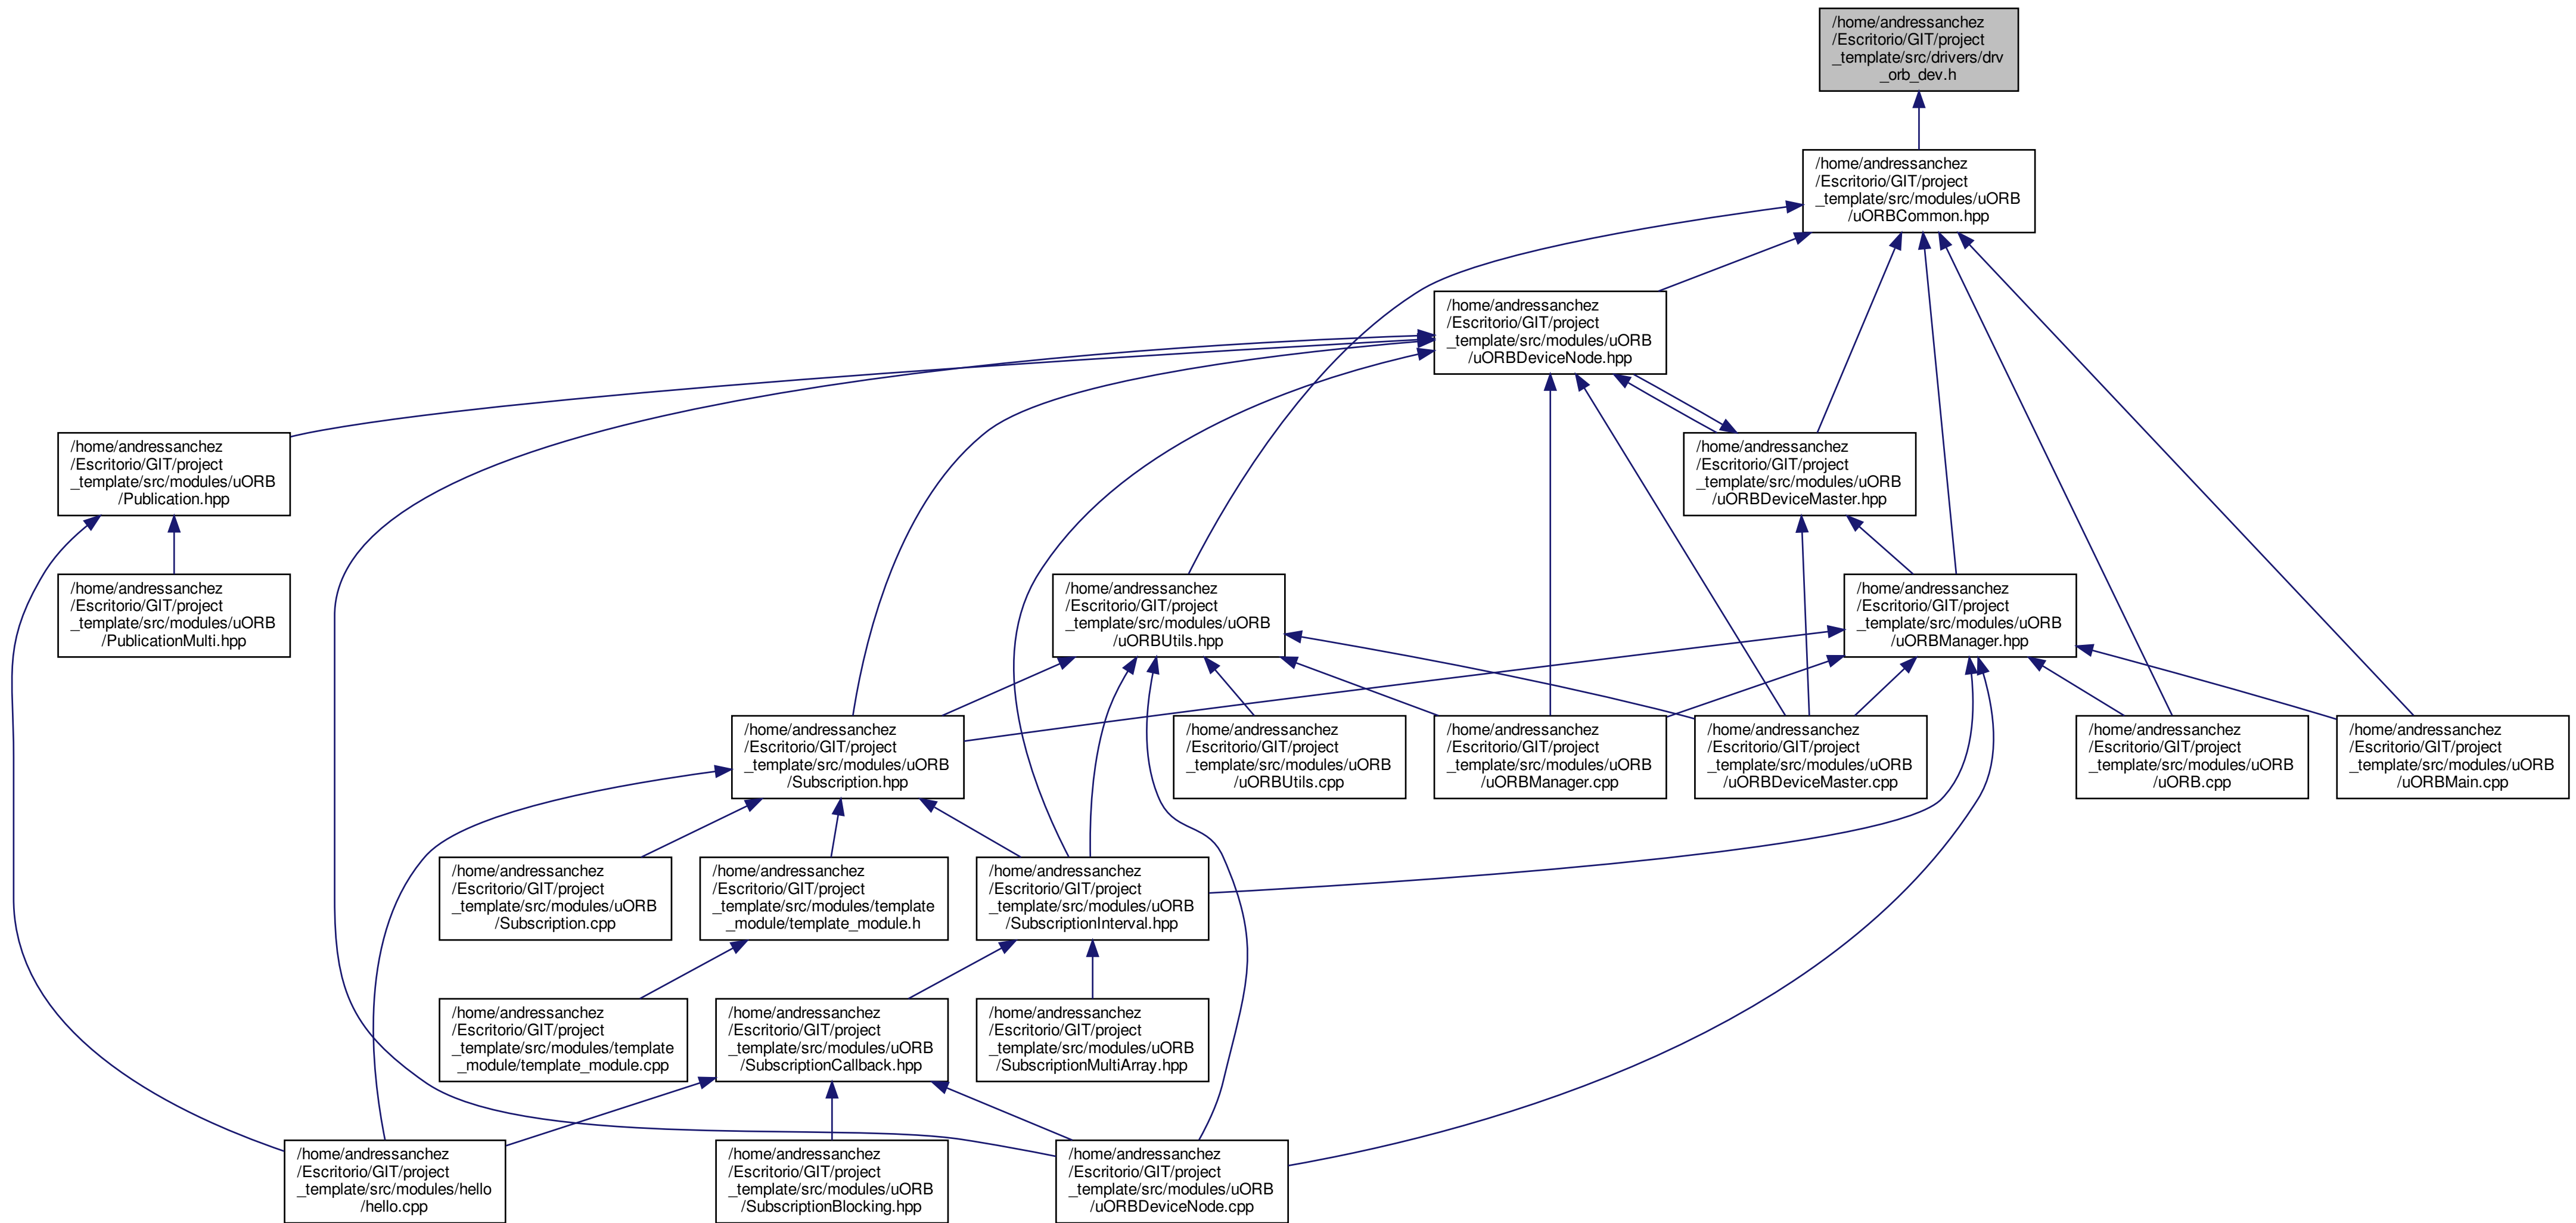 /home/andressanchez
/Escritorio/GIT/project
_template/src/drivers/drv
_orb_dev.h
/home/andressanchez
/Escritorio/GIT/project
_template/src/modules/uORB
/uORBCommon.hpp
/home/andressanchez
/Escritorio/GIT/project
_template/src/modules/uORB
/uORBDeviceNode.hpp
/home/andressanchez
/Escritorio/GIT/project
_template/src/modules/uORB
/Publication.hpp
/home/andressanchez
/Escritorio/GIT/project
_template/src/modules/uORB
/uORBDeviceMaster.hpp
/home/andressanchez
/Escritorio/GIT/project
_template/src/modules/uORB
/PublicationMulti.hpp
/home/andressanchez
/Escritorio/GIT/project
_template/src/modules/uORB
/uORBUtils.hpp
/home/andressanchez
/Escritorio/GIT/project
_template/src/modules/uORB
/uORBManager.hpp
/home/andressanchez
/Escritorio/GIT/project
_template/src/modules/uORB
/Subscription.hpp
/home/andressanchez
/Escritorio/GIT/project
_template/src/modules/uORB
/uORBUtils.cpp
/home/andressanchez
/Escritorio/GIT/project
_template/src/modules/uORB
/uORBManager.cpp
/home/andressanchez
/Escritorio/GIT/project
_template/src/modules/uORB
/uORBDeviceMaster.cpp
/home/andressanchez
/Escritorio/GIT/project
_template/src/modules/uORB
/uORB.cpp
/home/andressanchez
/Escritorio/GIT/project
_template/src/modules/uORB
/uORBMain.cpp
/home/andressanchez
/Escritorio/GIT/project
_template/src/modules/uORB
/Subscription.cpp
/home/andressanchez
/Escritorio/GIT/project
_template/src/modules/template
_module/template_module.h
/home/andressanchez
/Escritorio/GIT/project
_template/src/modules/uORB
/SubscriptionInterval.hpp
/home/andressanchez
/Escritorio/GIT/project
_template/src/modules/template
_module/template_module.cpp
/home/andressanchez
/Escritorio/GIT/project
_template/src/modules/uORB
/SubscriptionCallback.hpp
/home/andressanchez
/Escritorio/GIT/project
_template/src/modules/uORB
/SubscriptionMultiArray.hpp
/home/andressanchez
/Escritorio/GIT/project
_template/src/modules/hello
/hello.cpp
/home/andressanchez
/Escritorio/GIT/project
_template/src/modules/uORB
/SubscriptionBlocking.hpp
/home/andressanchez
/Escritorio/GIT/project
_template/src/modules/uORB
/uORBDeviceNode.cpp